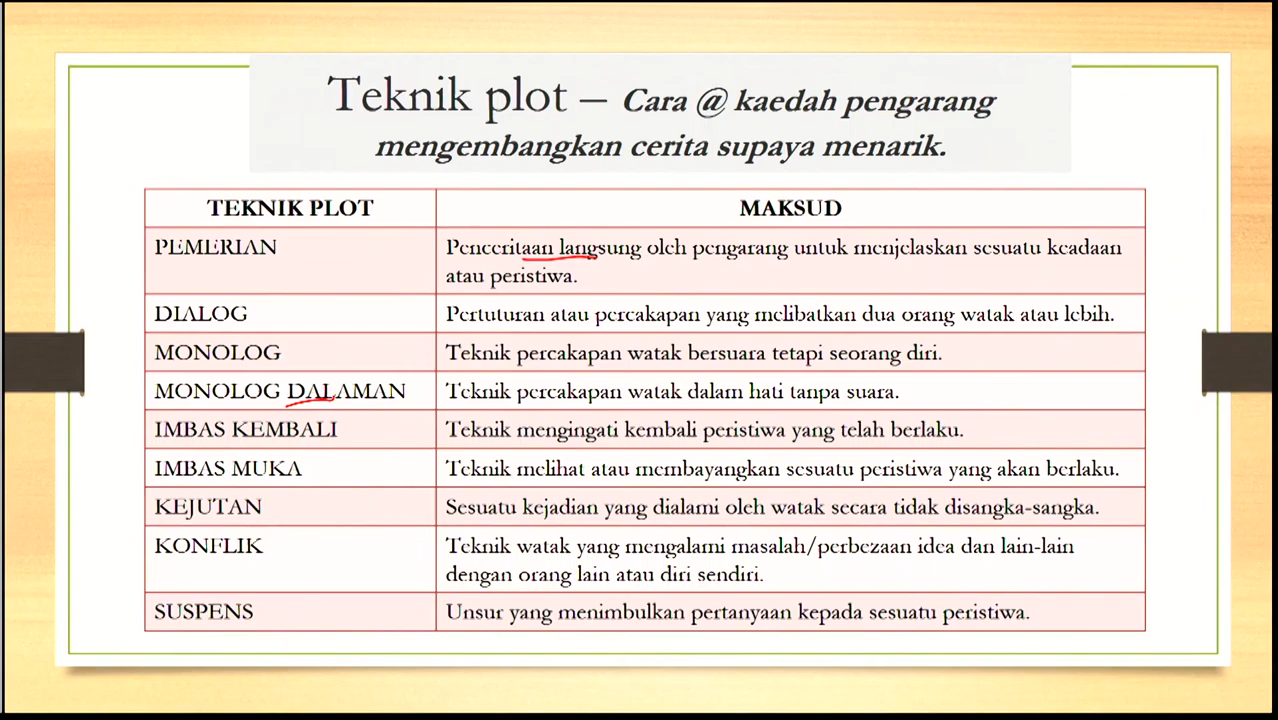 Teknik plot – Cara @ kaedah pengarang
mengembangkan cerita supaya menarik.
TEKNIK PLOT
MAKSUD
PEMERIAN
Penceritaan langsung oleh pengarang untuk menjelaskan sesuatu keadaan
atau peristiwa.
DIALOG
Pertuturan atau percakapan yang melibatkan dua orang watak atau lebih.
MONOLOG
Teknik percakapan watak bersuara tetapi seorang diri.
MONOLOG DALAMAN
Teknik percakapan watak dalam hati tanpa suara.
IMBAS KEMBALI
Teknik mengingati kembali peristiwa yang telah berlaku.
IMBAS MUKA
Teknik melihat atau membayangkan sesuatu peristiwa yang akan berlaku.
KEJUTAN
Sesuatu kejadian yang dialami oleh watak secara tidak disangka-sangka.
KONFLIK
Teknik watak yang mengalami masalah/perbezaan idea dan lain-lain
dengan orang lain atau diri sendiri.
SUSPENS
Unsur yang menimbulkan pertanyaan kepada sesuatu peristiwa.